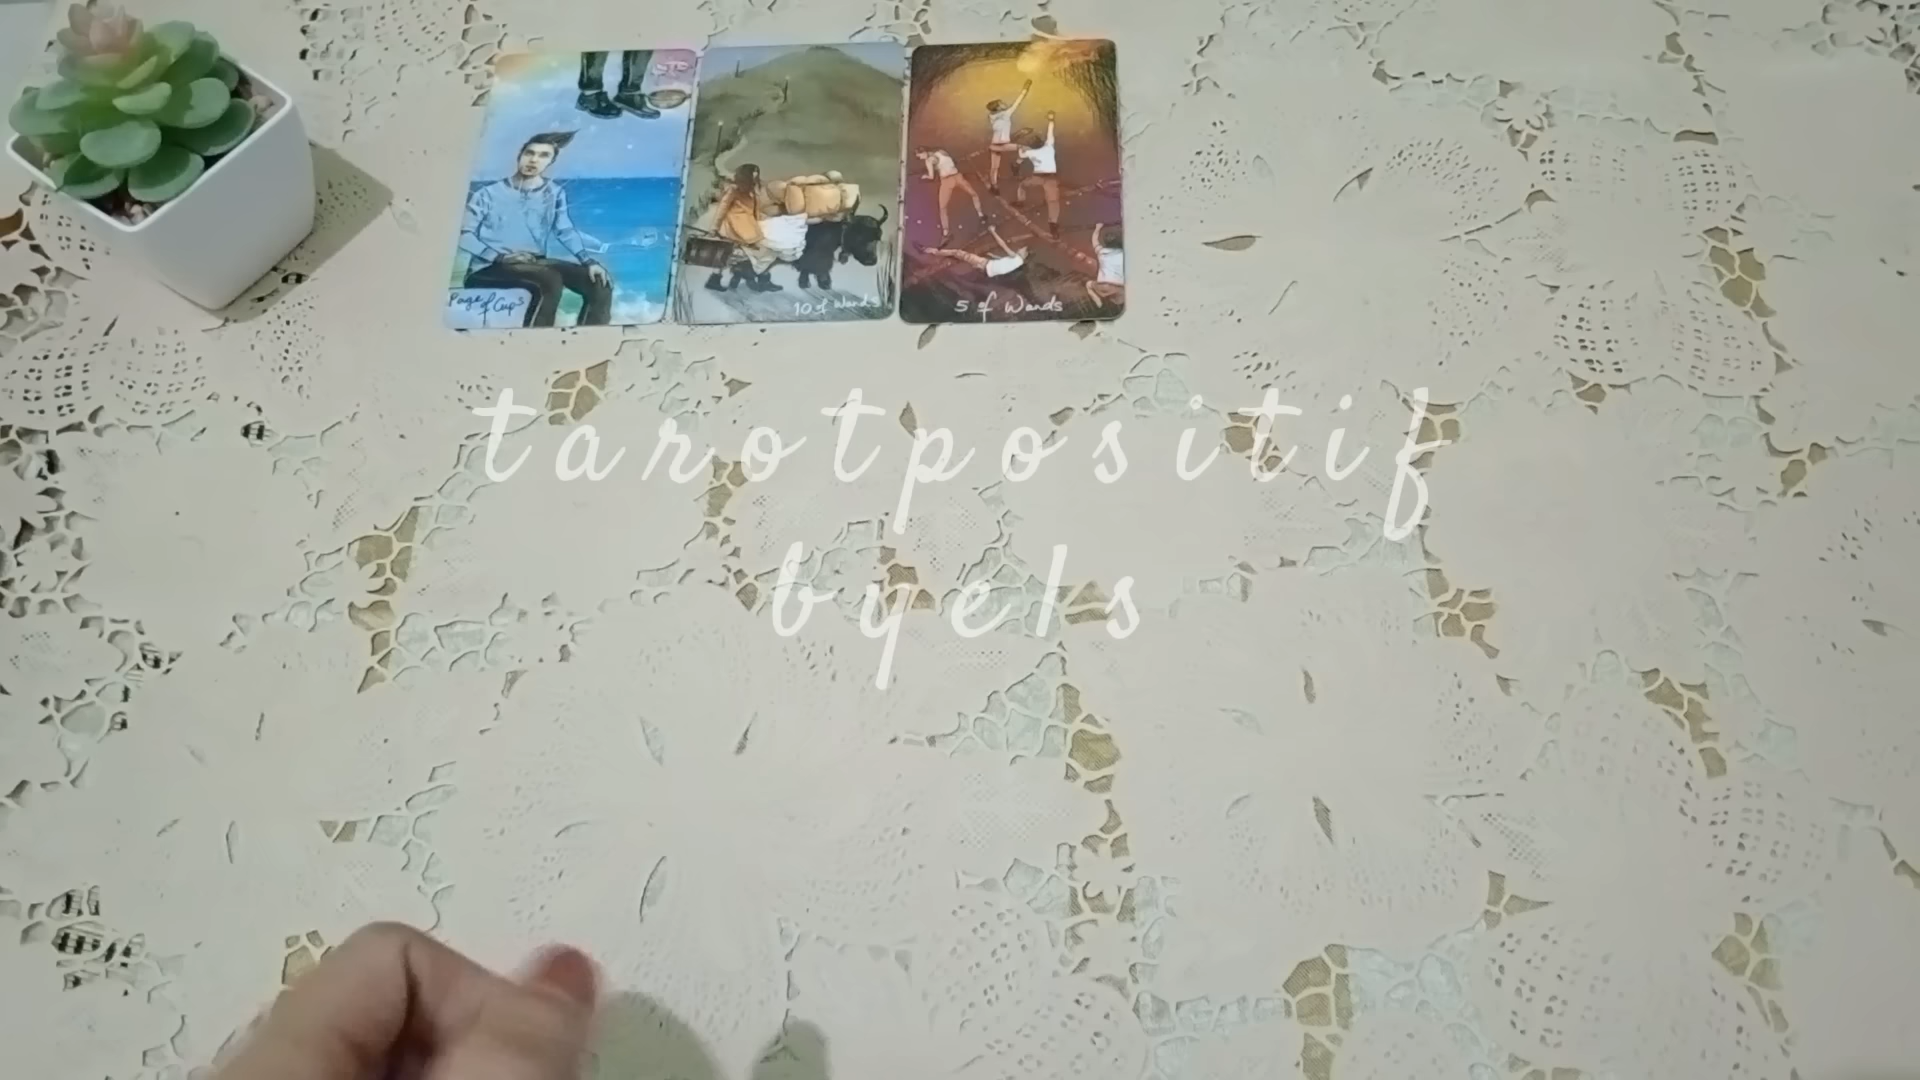 Page of Cups
10 of Wands
5 of Wands
tarotpositif
byels